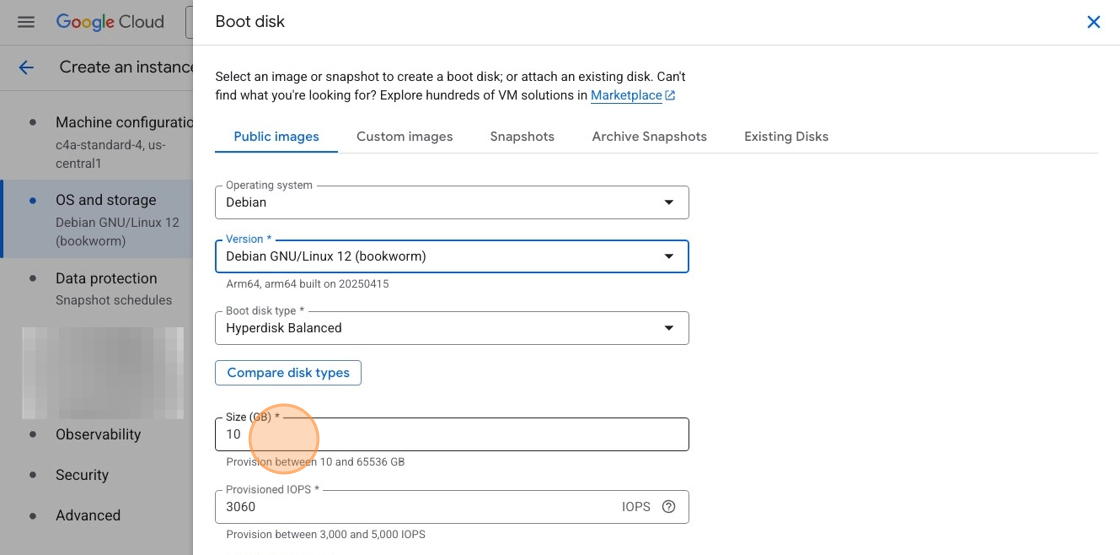 Google Cloud
Boot disk
Create an instance
Select an image or snapshot to create a boot disk; or attach an existing disk. Can't
find what you're looking for? Explore hundreds of VM solutions in Marketplace
Machine configuratio
c4a-standard-4, us-
central1
OS and storage
Debian GNU/Linux 12
(bookworm)
Data protection
Snapshot schedules
Observability
Security
Advanced
Public images Custom images Snapshots Archive Snapshots Existing Disks
Operating system
Debian
Version *
Debian GNU/Linux 12 (bookworm)
Arm64, arm64 built on 20250415
Boot disk type *
Hyperdisk Balanced
Compare disk types
Size (GB) *
10
Provision between 10 and 65536 GB
Provisioned IOPS *
3060 IOPS
Provision between 3,000 and 5,000 IOPS